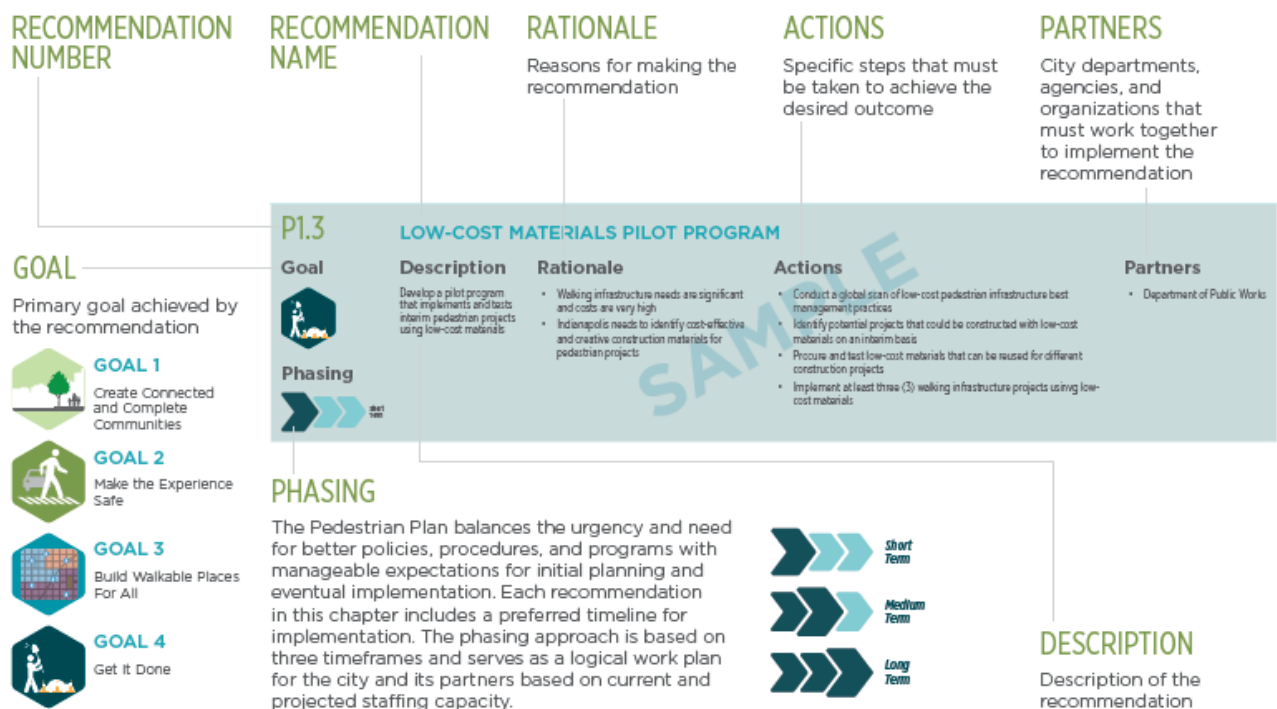 RECOMMENDATION
NUMBER
RECOMMENDATION
NAME
RATIONALE
Reasons for making the
recommendation
ACTIONS
Specific steps that must
be taken to achieve the
desired outcome
PARTNERS
City departments,
agencies, and
organizations that
must work together
to implement the
recommendation
GOAL
Primary goal achieved by
the recommendation
GOAL 1
Create Connected
and Complete
Communities
GOAL 2
Make the Experience
Safe
GOAL 3
Build Walkable Places
For All
GOAL 4
Get It Done
P1.3
LOW-COST MATERIALS PILOT PROGRAM
Goal
Phasing
Short
Term
Description
Develop a pilot program
that implements and tests
interim pedestrian projects
using low-cost materials
Rationale
• Walking infrastructure needs are significant
and costs are very high
• Indianapolis needs to identify cost-effective
and creative construction materials for
pedestrian projects
Actions
• Conduct a global scan of low-cost pedestrian infrastructure best
management practices
• Identify potential projects that could be constructed with low-cost
materials on an interim basis
• Procure and test low-cost materials that can be reused for different
construction projects
• Implement at least three (3) walking infrastructure projects usinvg low-
cost materials
Partners
• Department of Public Works
SAMPLE
PHASING
The Pedestrian Plan balances the urgency and need
for better policies, procedures, and programs with
manageable expectations for initial planning and
eventual implementation. Each recommendation
in this chapter includes a preferred timeline for
implementation. The phasing approach is based on
three timeframes and serves as a logical work plan
for the city and its partners based on current and
projected staffing capacity.
Short
Term
Medium
Term
Long
Term
DESCRIPTION
Description of the
recommendation